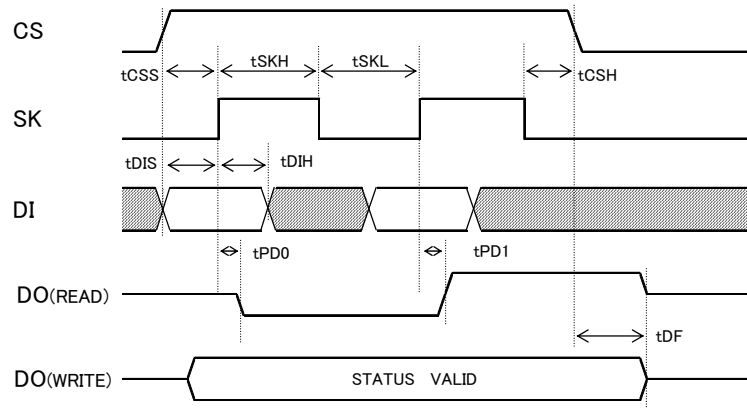 CS
tCSS tSKH tSKL tCSH
SK
tDIS tDIH
DI
tPD0 tPD1
DO(READ)
tDF
DO(WRITE) STATUS VALID